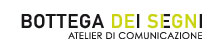 BOTTEGA DEI SEGNI
ATELIER DI COMUNICAZIONE